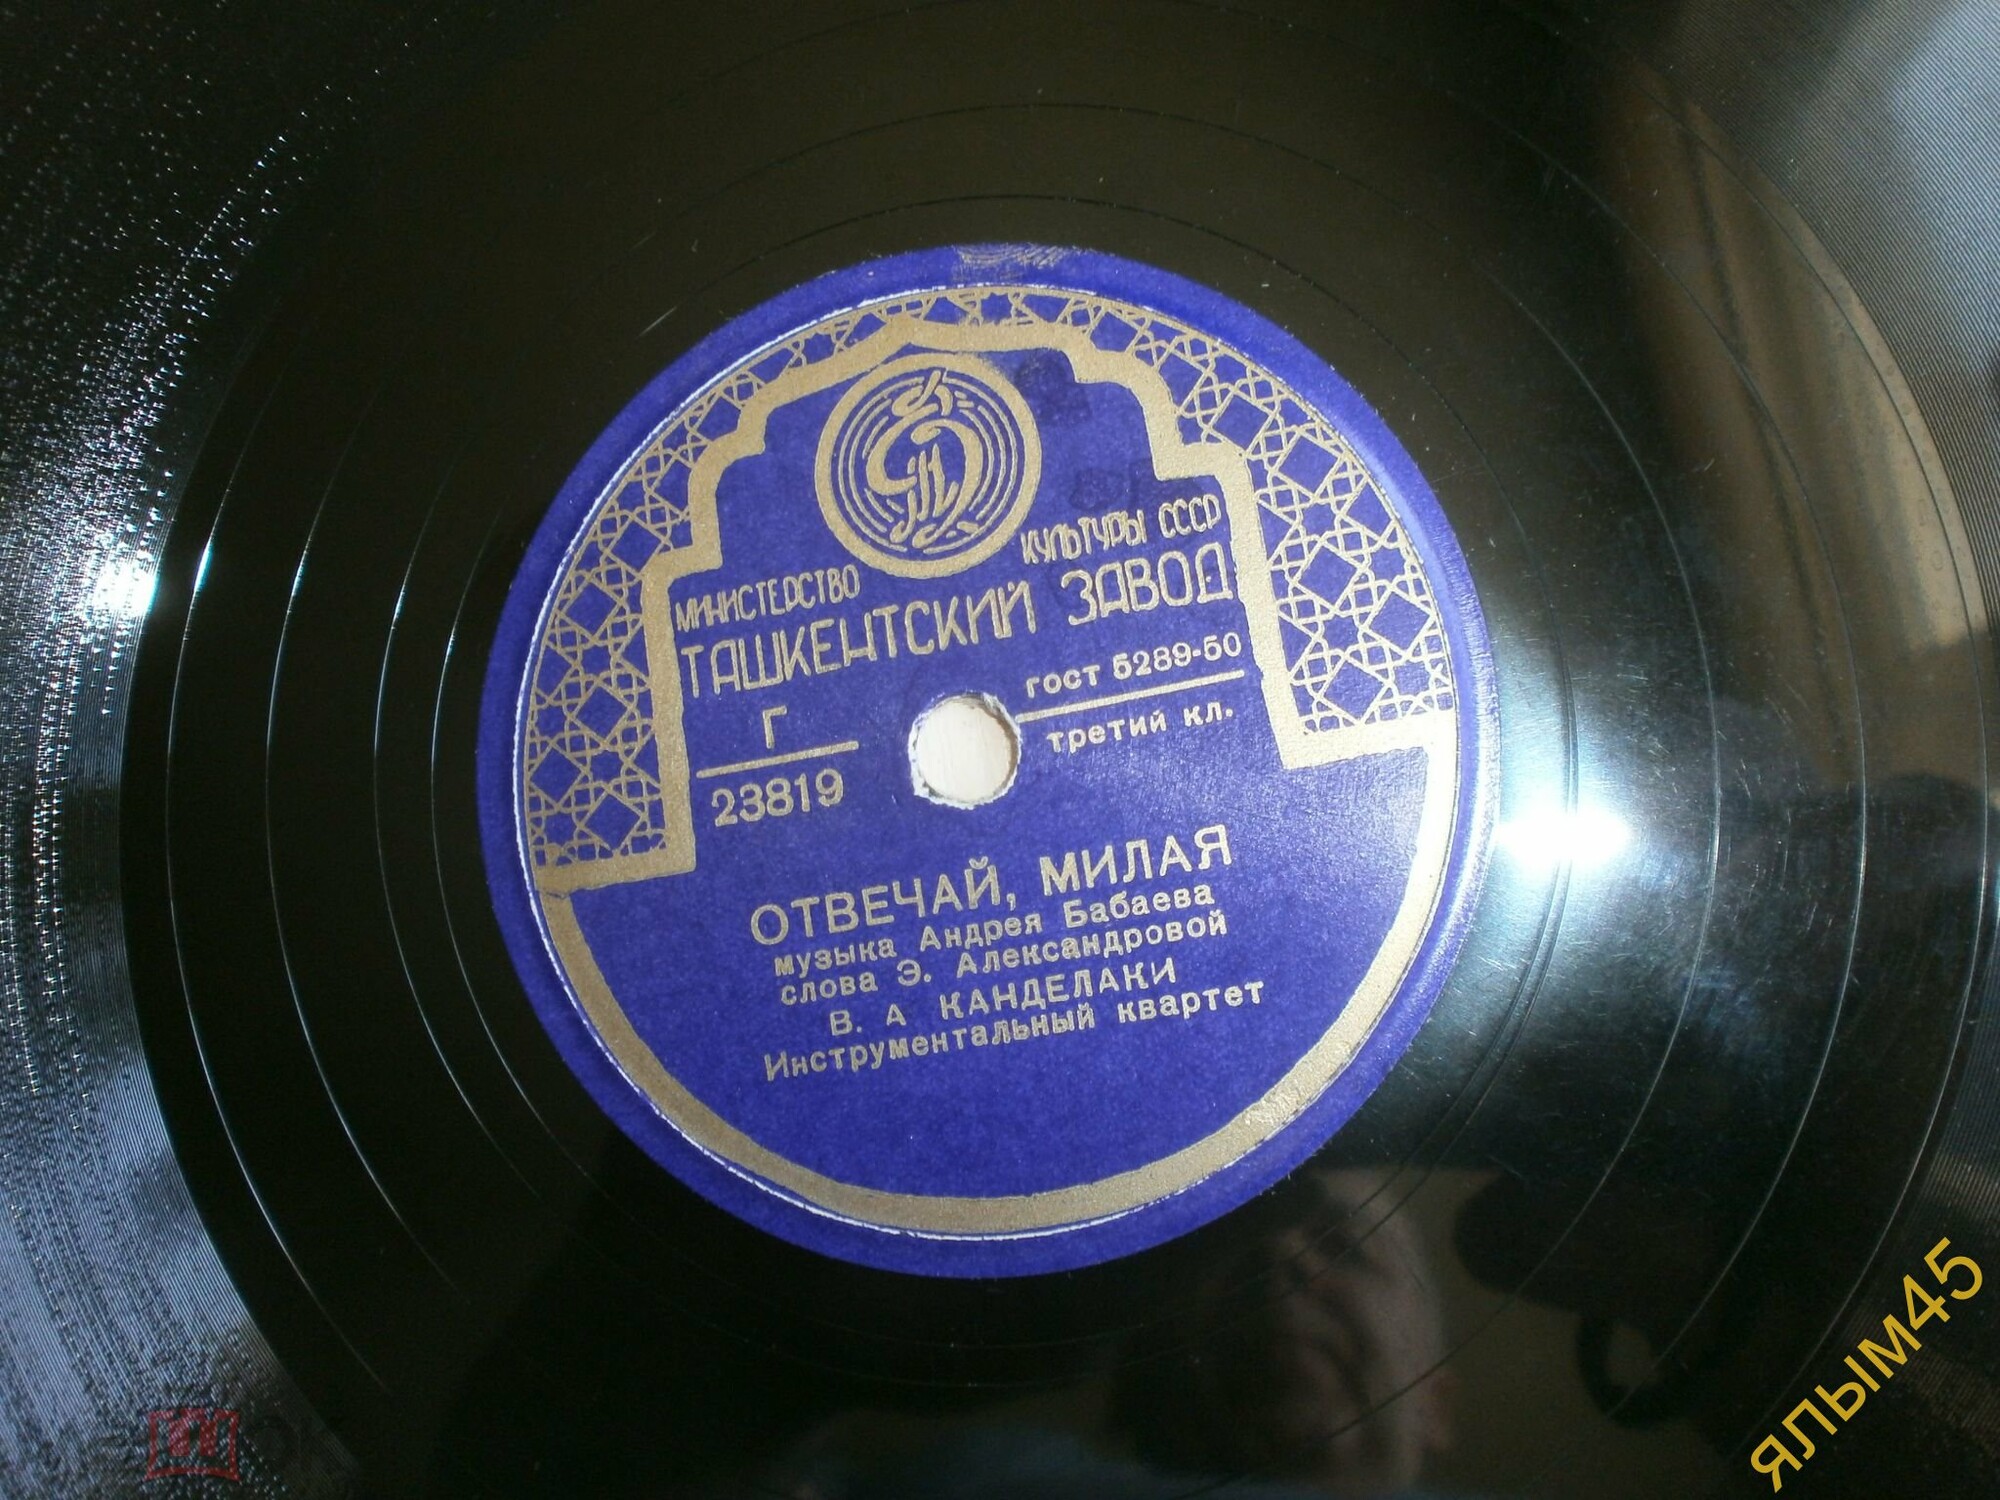 МИНИСТЕРСТВО КУЛЬТУРЫ СССР
ТАШКЕНТСКИЙ ЗАВОД
Г
23819
гост 5289-50
третий кл.
ОТВЕЧАЙ, МИЛАЯ
музыка Андрея Бабаева
слова Э. Александровой
В. А КАНДЕЛАКИ
Инструментальный квартет
ялым45